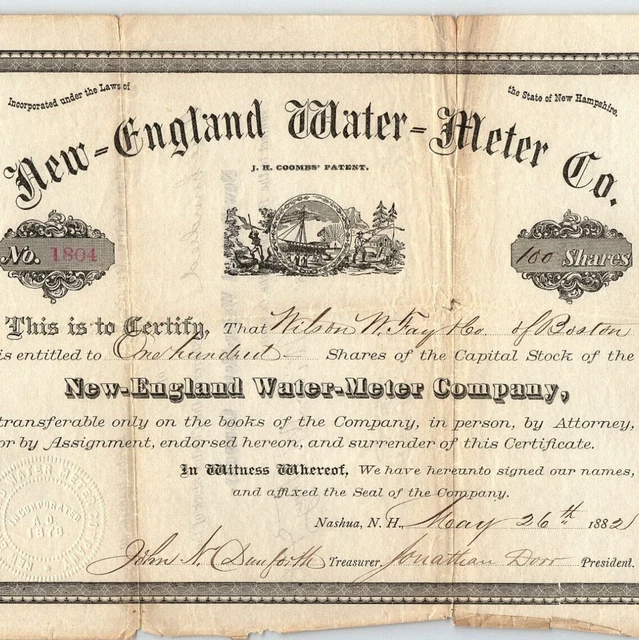 Incorporated under the Laws of the State of New Hampshire.
New=England Water=Meter Co.
J. H. COOMBS' PATENT.
No. 1804
100 Shares
This is to Certify, That Wilson W. Fay & Co of Boston
is entitled to One hundred — Shares of the Capital Stock of the
New-England Water-Meter Company,
transferable only on the books of the Company, in person, by Attorney,
or by Assignment, endorsed hereon, and surrender of this Certificate.
In Witness Whereof, We have hereunto signed our names,
and affixed the Seal of the Company.
Nashua, N. H., May 26th 1882
John N. Danforth Treasurer. Jonathan Dorr President.
INCORPORATED
A.D.
1878